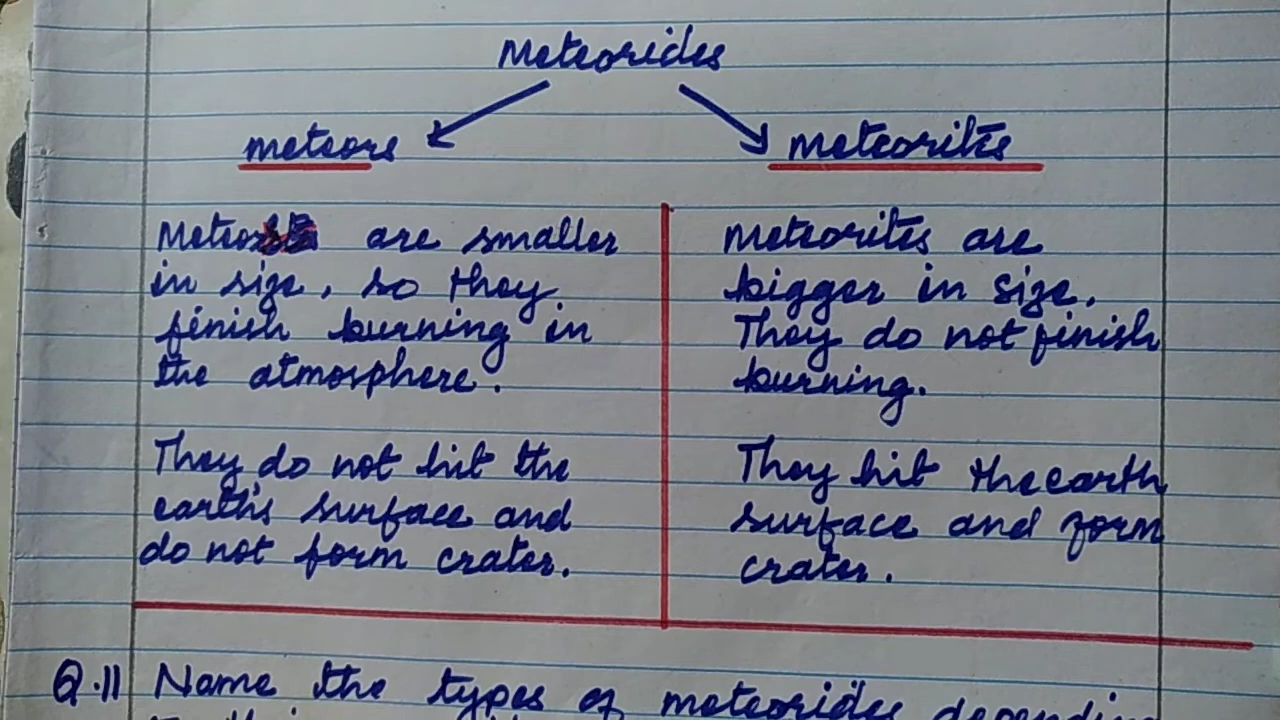 Meteorides
meteors
meteorites
Meteors are smaller
in size, so they
finish burning in
the atmosphere.
They do not hit the
earth's surface and
do not form crater.
Meteorites are
bigger in size.
They do not finish
burning.
They hit the earth
surface and form
crater.
Q.11 Name the types of meteorides depending